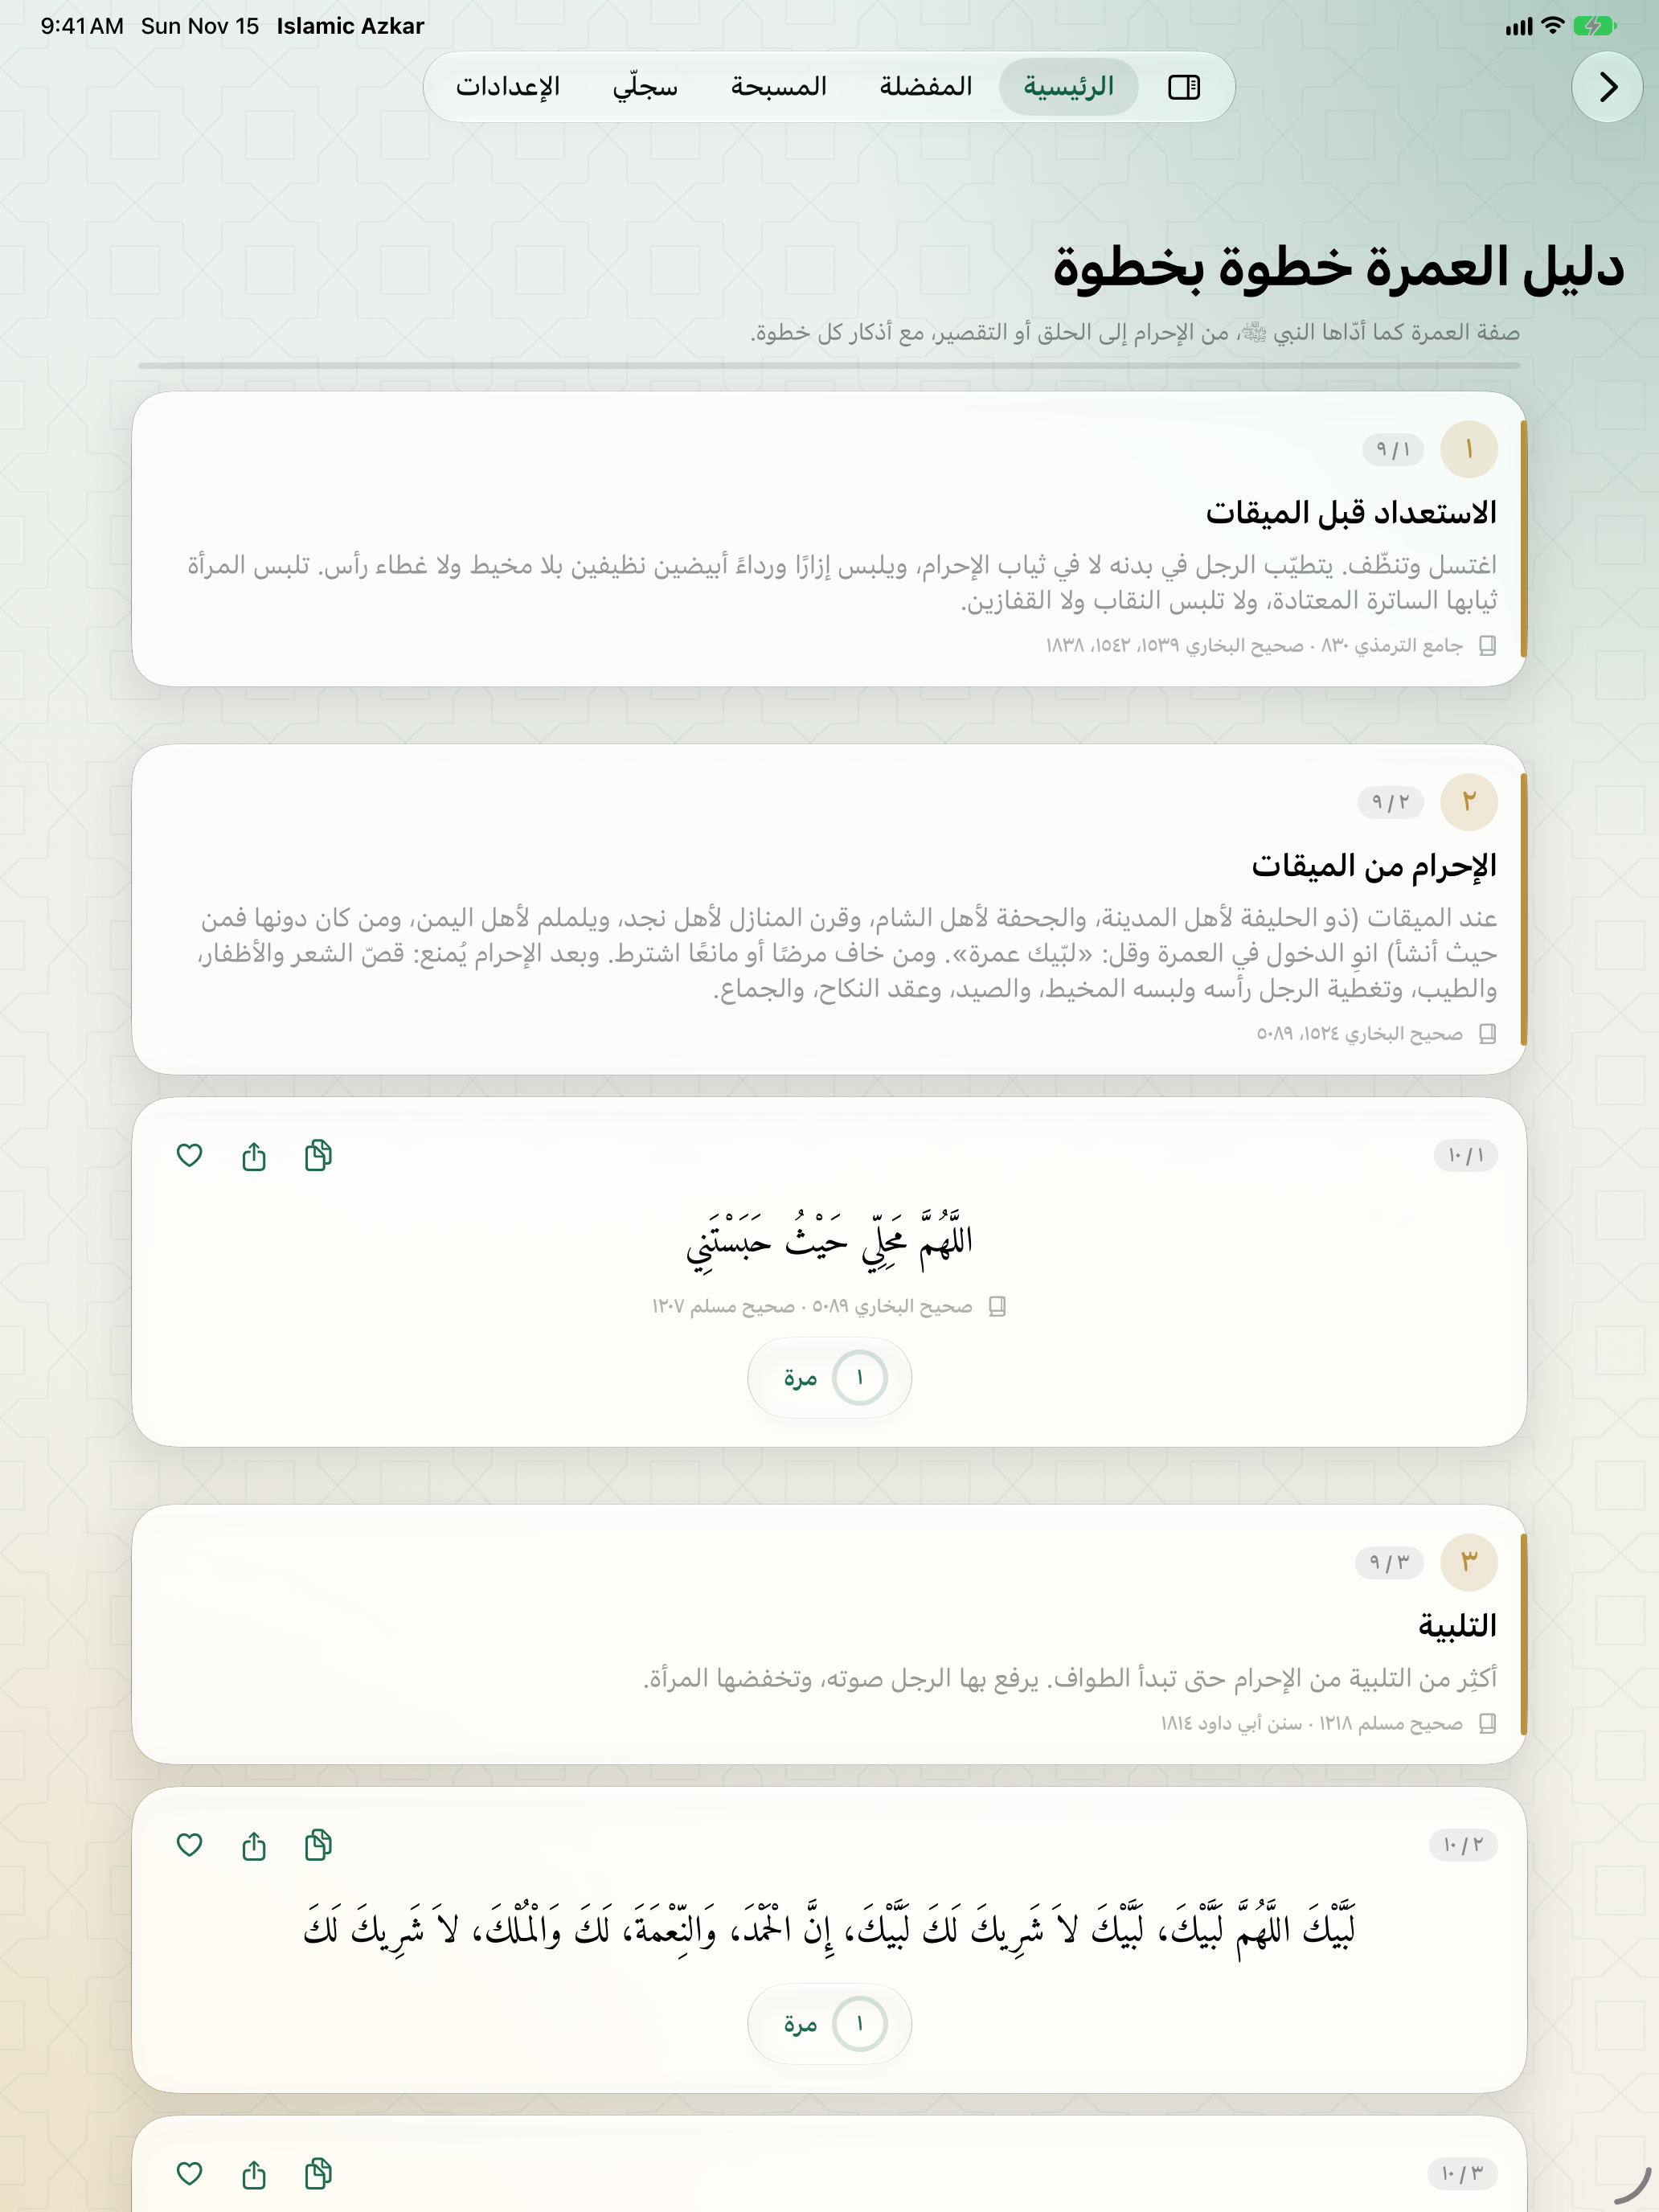 9:41 AM Sun Nov 15 Islamic Azkar
الرئيسية المفضلة المسبحة سجلّي الإعدادات
دليل العمرة خطوة بخطوة
صفة العمرة كما أدّاها النبي ﷺ، من الإحرام إلى الحلق أو التقصير، مع أذكار كل خطوة.
١ ١ / ٩
الاستعداد قبل الميقات
اغتسل وتنظّف. يتطيّب الرجل في بدنه لا في ثياب الإحرام، ويلبس إزارًا ورداءً أبيضين نظيفين بلا مخيط ولا غطاء رأس. تلبس المرأة
ثيابها الساترة المعتادة، ولا تلبس النقاب ولا القفازين.
جامع الترمذي ٨٣٠ · صحيح البخاري ١٥٣٩، ١٥٤٢، ١٨٣٨
٢ ٢ / ٩
الإحرام من الميقات
عند الميقات (ذو الحليفة لأهل المدينة، والجحفة لأهل الشام، وقرن المنازل لأهل نجد، ويلملم لأهل اليمن، ومن كان دونها فمن
حيث أنشأ) انوِ الدخول في العمرة وقل: «لبّيك عمرة». ومن خاف مرضًا أو مانعًا اشترط. وبعد الإحرام يُمنع: قصّ الشعر والأظفار،
والطيب، وتغطية الرجل رأسه ولبسه المخيط، والصيد، وعقد النكاح، والجماع.
صحيح البخاري ١٥٢٤، ٥٠٨٩
١ / ١٠
اللَّهُمَّ مَحِلِّي حَيْثُ حَبَسْتَنِي
صحيح البخاري ٥٠٨٩ · صحيح مسلم ١٢٠٧
١ مرة
٣ ٣ / ٩
التلبية
أكثِر من التلبية من الإحرام حتى تبدأ الطواف. يرفع بها الرجل صوته، وتخفضها المرأة.
صحيح مسلم ١٢١٨ · سنن أبي داود ١٨١٤
٢ / ١٠
لَبَّيْكَ اللَّهُمَّ لَبَّيْكَ، لَبَّيْكَ لاَ شَرِيكَ لَكَ لَبَّيْكَ، إِنَّ الْحَمْدَ، وَالنِّعْمَةَ، لَكَ وَالْمُلْكَ، لاَ شَرِيكَ لَكَ
١ مرة
٣ / ١٠